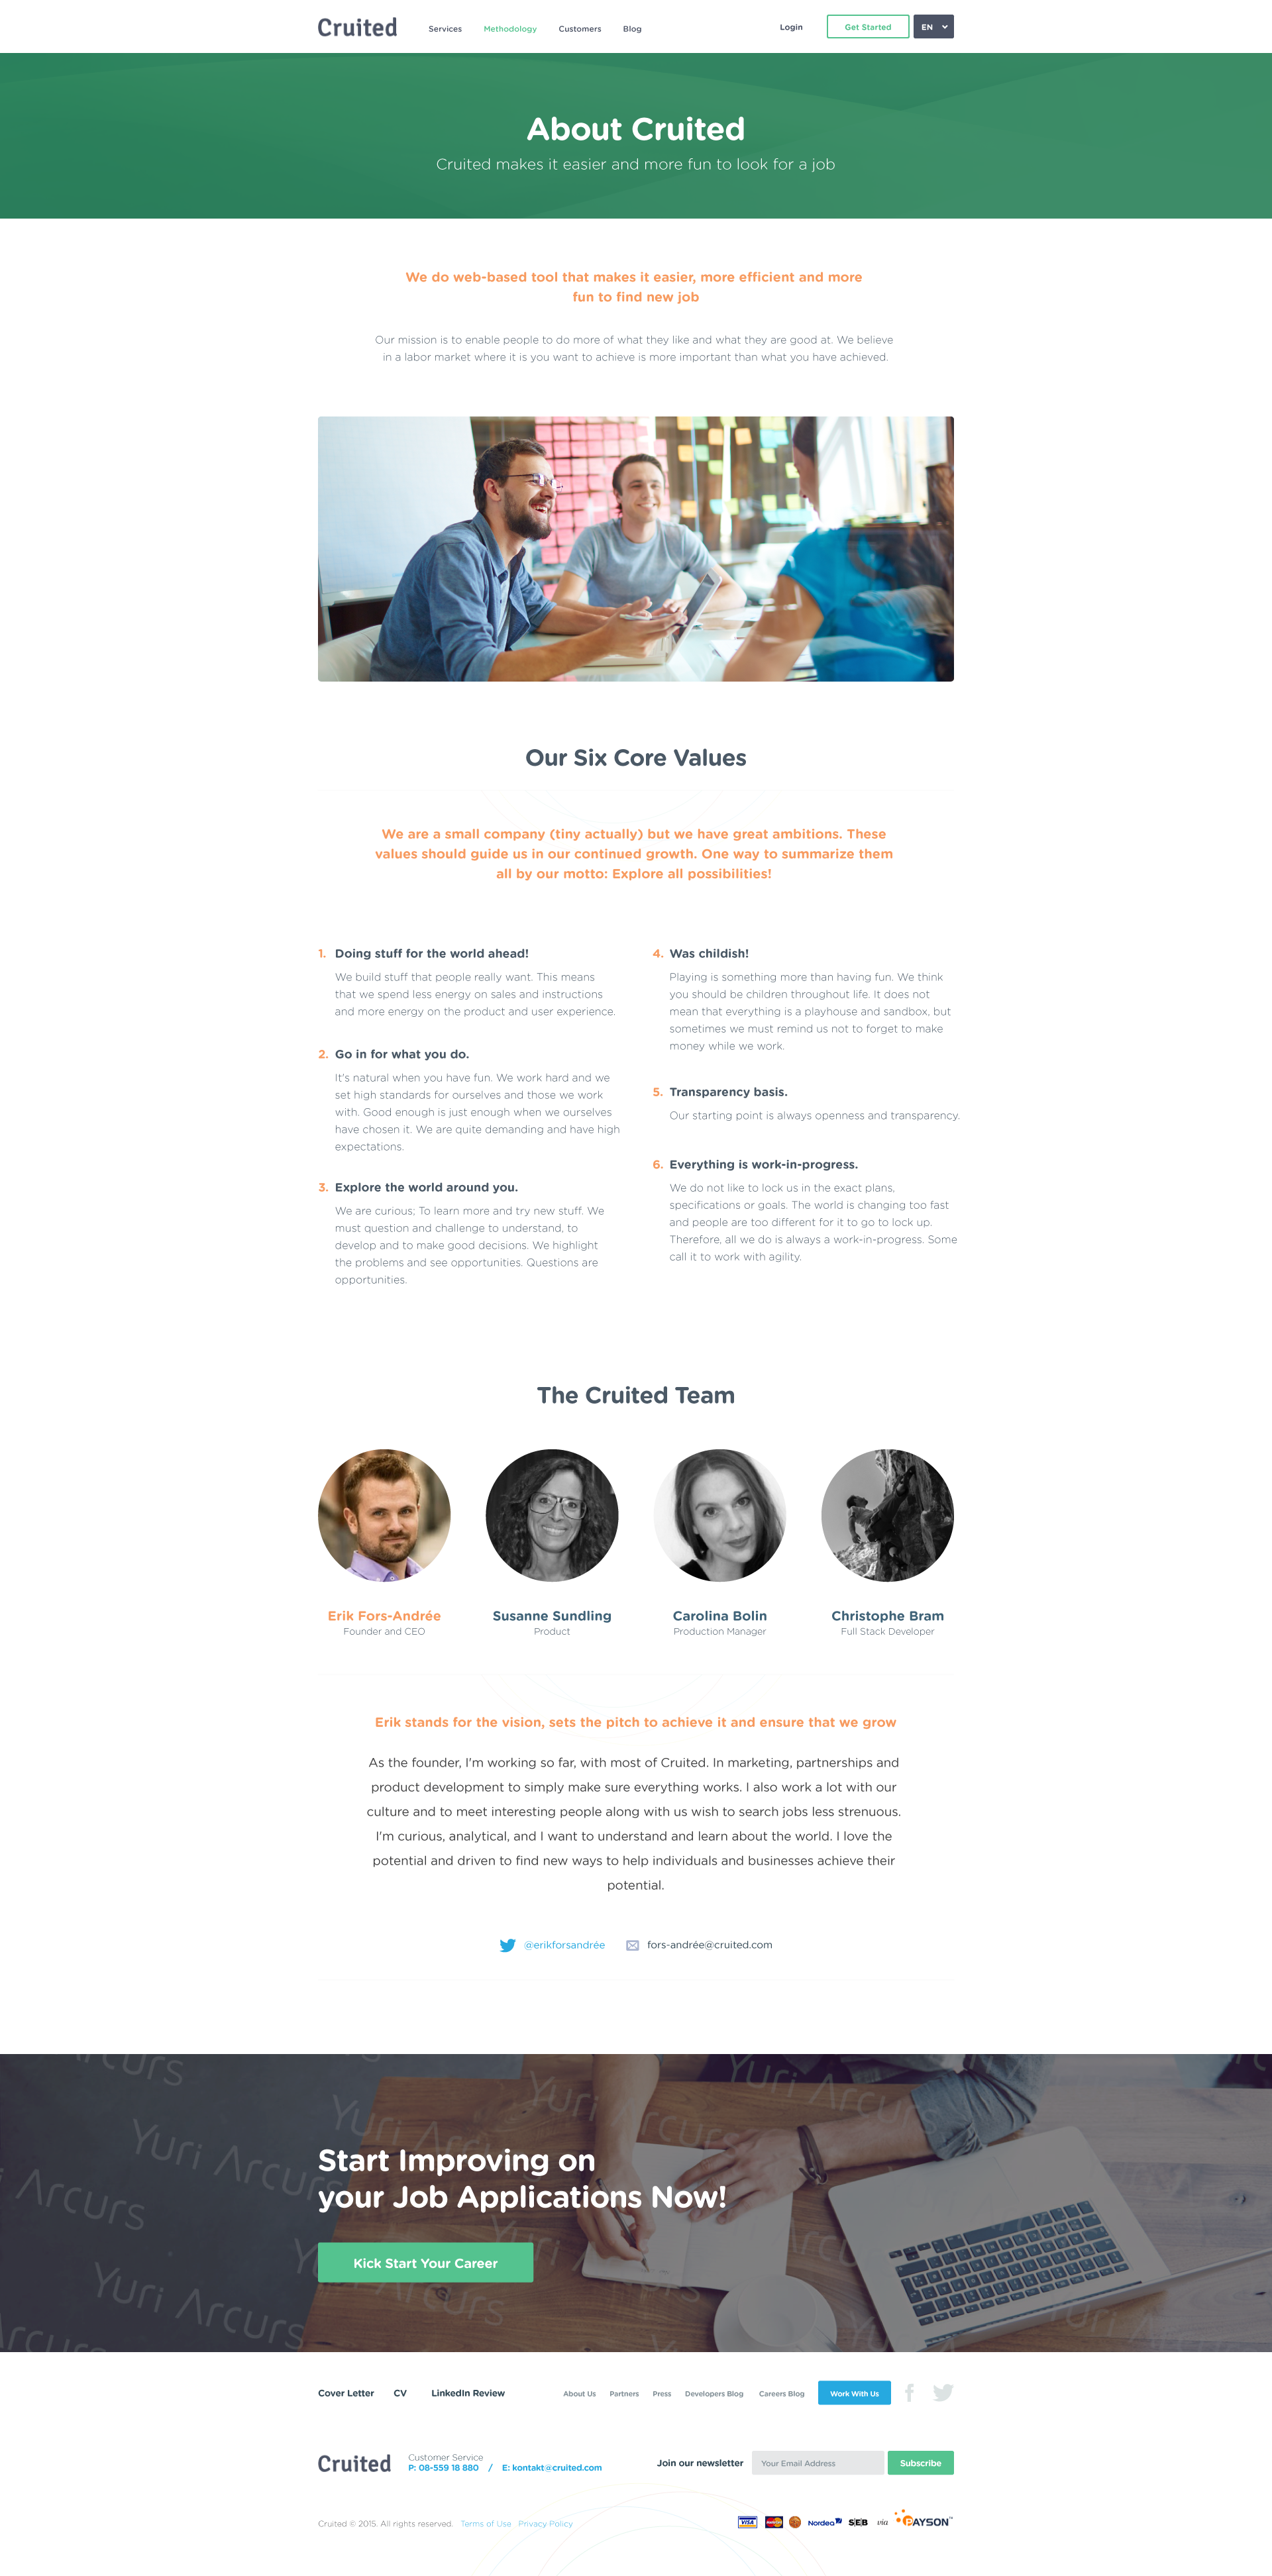 Cruited
Services Methodology Customers Blog
Login
Get Started
EN
About Cruited
Cruited makes it easier and more fun to look for a job
We do web-based tool that makes it easier, more efficient and more
fun to find new job
Our mission is to enable people to do more of what they like and what they are good at. We believe
in a labor market where it is you want to achieve is more important than what you have achieved.
Our Six Core Values
We are a small company (tiny actually) but we have great ambitions. These
values should guide us in our continued growth. One way to summarize them
all by our motto: Explore all possibilities!
1. Doing stuff for the world ahead!
We build stuff that people really want. This means
that we spend less energy on sales and instructions
and more energy on the product and user experience.
2. Go in for what you do.
It's natural when you have fun. We work hard and we
set high standards for ourselves and those we work
with. Good enough is just enough when we ourselves
have chosen it. We are quite demanding and have high
expectations.
3. Explore the world around you.
We are curious; To learn more and try new stuff. We
must question and challenge to understand, to
develop and to make good decisions. We highlight
the problems and see opportunities. Questions are
opportunities.
4. Was childish!
Playing is something more than having fun. We think
you should be children throughout life. It does not
mean that everything is a playhouse and sandbox, but
sometimes we must remind us not to forget to make
money while we work.
5. Transparency basis.
Our starting point is always openness and transparency.
6. Everything is work-in-progress.
We do not like to lock us in the exact plans,
specifications or goals. The world is changing too fast
and people are too different for it to go to lock up.
Therefore, all we do is always a work-in-progress. Some
call it to work with agility.
The Cruited Team
Erik Fors-Andrée
Founder and CEO
Susanne Sundling
Product
Carolina Bolin
Production Manager
Christophe Bram
Full Stack Developer
Erik stands for the vision, sets the pitch to achieve it and ensure that we grow
As the founder, I'm working so far, with most of Cruited. In marketing, partnerships and
product development to simply make sure everything works. I also work a lot with our
culture and to meet interesting people along with us wish to search jobs less strenuous.
I'm curious, analytical, and I want to understand and learn about the world. I love the
potential and driven to find new ways to help individuals and businesses achieve their
potential.
@erikforsandrée
fors-andrée@cruited.com
Arcurs
Yuri Arcurs
Yuri Arcurs
Yuri Arcurs
Arcurs
Start Improving on
your Job Applications Now!
Kick Start Your Career
Yuri Arcurs
Arcurs
Arcurs
Cover Letter CV LinkedIn Review
About Us Partners Press Developers Blog Careers Blog
Work With Us
Cruited
Customer Service
P: 08-559 18 880 / E: kontakt@cruited.com
Join our newsletter
Your Email Address
Subscribe
Cruited © 2015. All rights reserved. Terms of Use Privacy Policy
VISA MasterCard Nordea SEB via PAYSON™